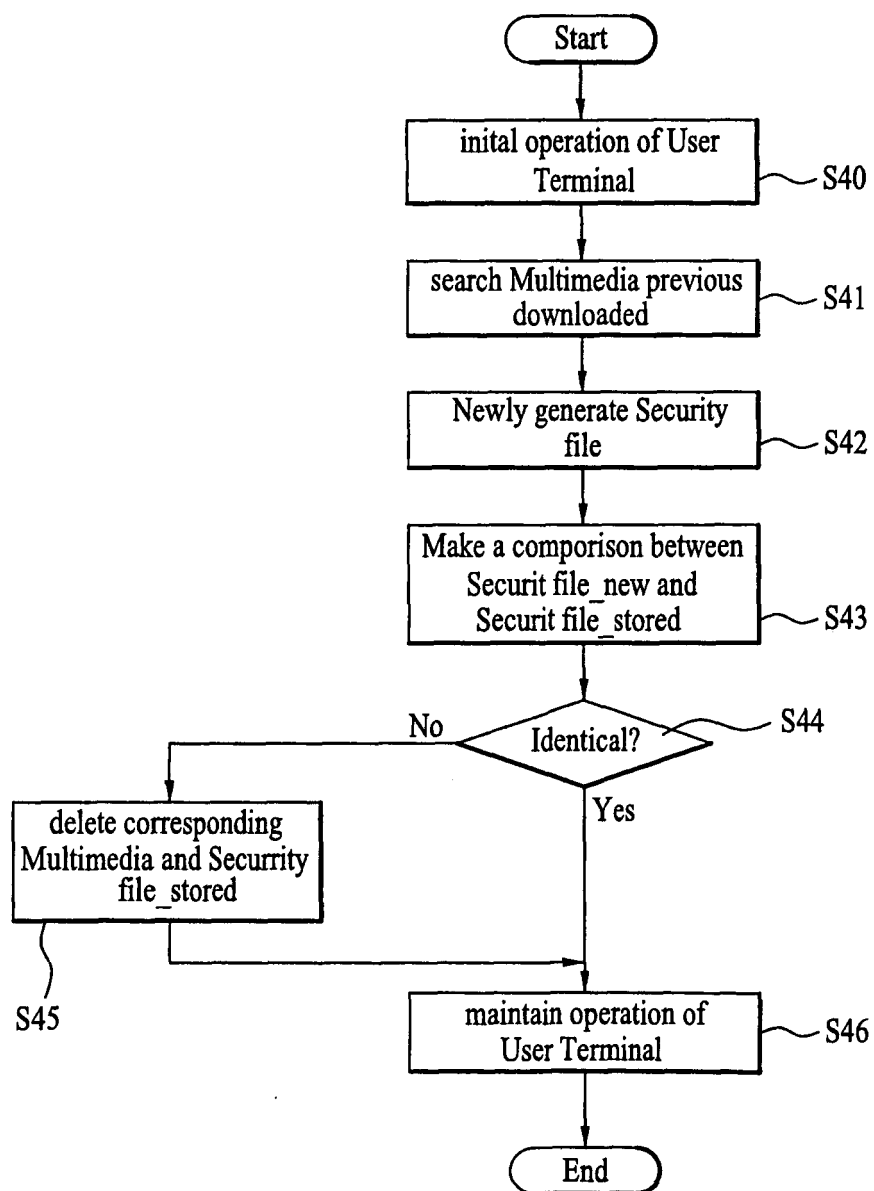 Start
inital operation of User
Terminal
S40
search Multimedia previous
downloaded
S41
Newly generate Security
file
S42
Make a comporison between
Securit file_new and
Securit file_stored
S43
Identical?
S44
No
Yes
delete corresponding
Multimedia and Securrity
file_stored
S45
maintain operation of
User Terminal
S46
End